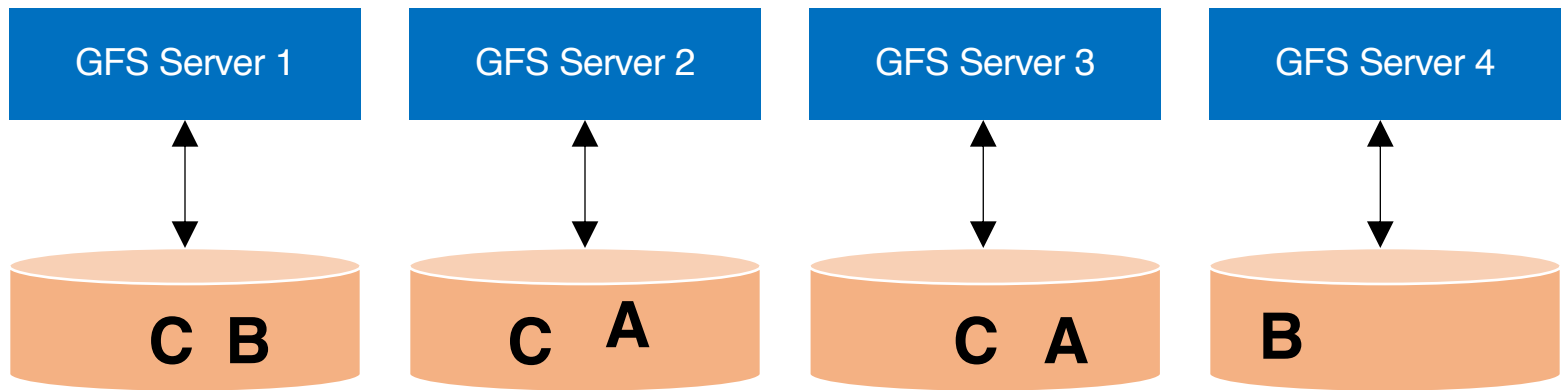 GFS Server 1
GFS Server 2
GFS Server 3
GFS Server 4
C B
C A
C A
B